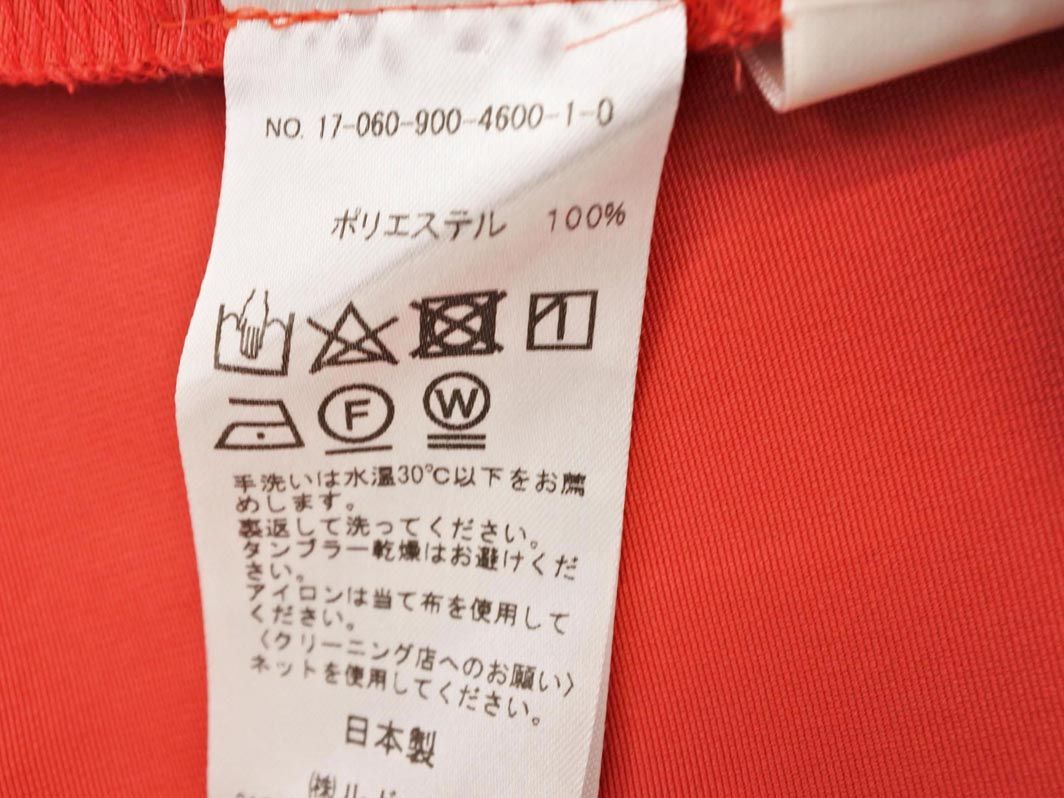 NO. 17-060-900-4600-1-0
ポリエステル 100%
F W
手洗いは水温30℃以下をお薦
めします。
裏返して洗ってください。
タンブラー乾燥はお避けくだ
さい。
アイロンは当て布を使用して
ください。
〈クリーニング店へのお願い〉
ネットを使用してください。
日本製
㈱ル